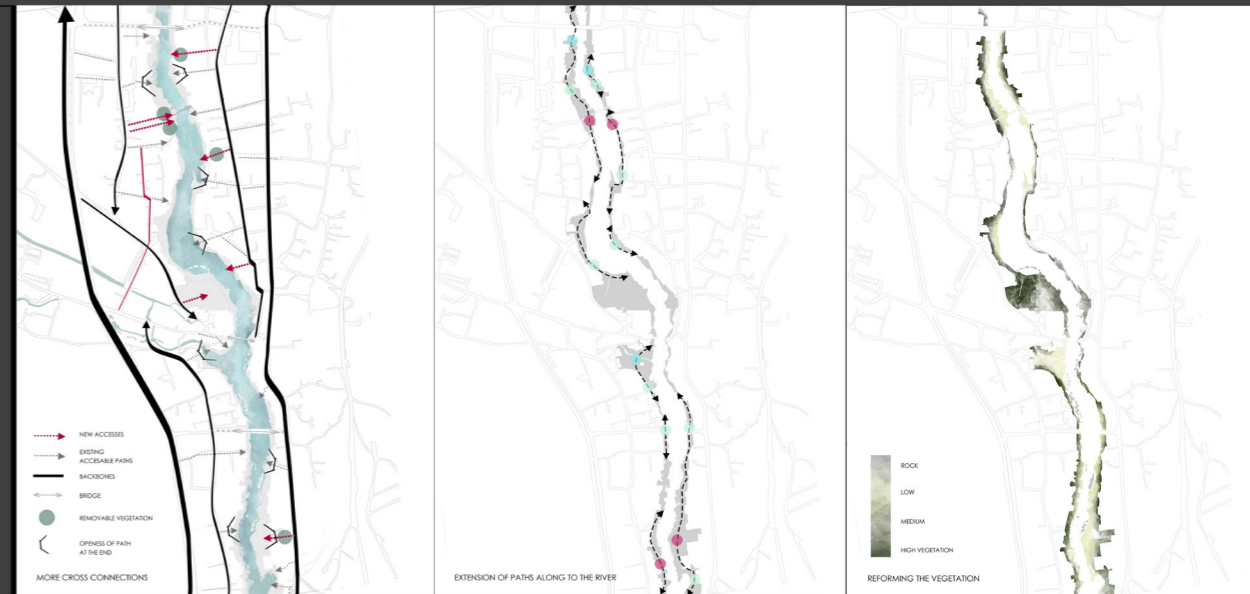 NEW ACCESSES
EXISTING
ACCESABLE PATHS
BACKBONES
BRIDGE
REMOVABLE VEGETATION
OPENESS OF PATH
AT THE END
MORE CROSS CONNECTIONS
EXTENSION OF PATHS ALONG TO THE RIVER
ROCK
LOW
MEDIUM
HIGH VEGETATION
REFORMING THE VEGETATION